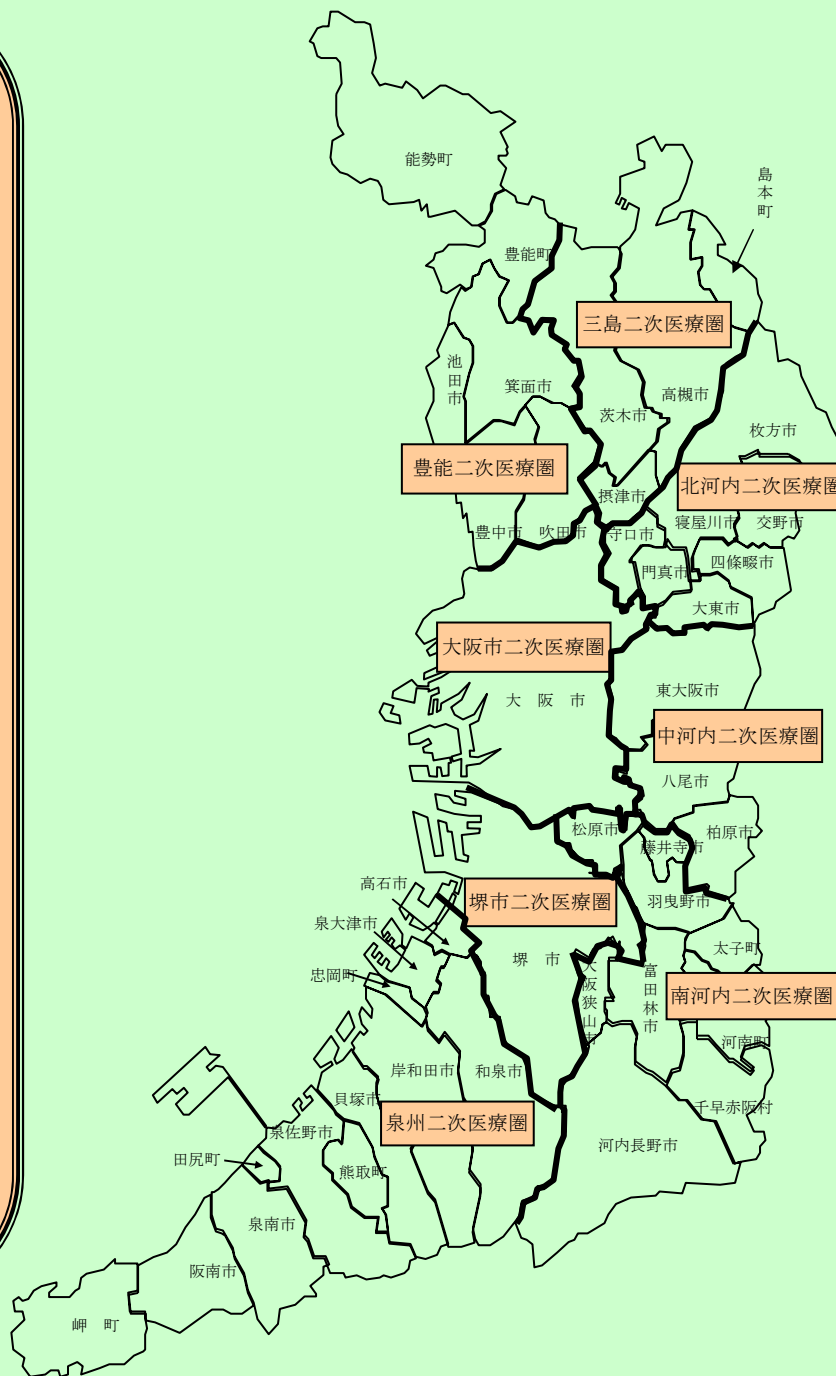 能勢町
島本町
豊能町
三島二次医療圏
池田市
箕面市
高槻市
茨木市
枚方市
豊能二次医療圏
北河内二次医療圏
摂津市
豊中市
吹田市
守口市
寝屋川市
交野市
門真市
四條畷市
大東市
大阪市二次医療圏
東大阪市
大 阪 市
中河内二次医療圏
八尾市
松原市
柏原市
藤井寺市
高石市
堺市二次医療圏
羽曳野市
泉大津市
太子町
堺 市
忠岡町
大阪狭山市
富田林市
南河内二次医療圏
河南町
岸和田市
和泉市
貝塚市
千早赤阪村
泉州二次医療圏
泉佐野市
河内長野市
田尻町
熊取町
泉南市
阪南市
岬 町